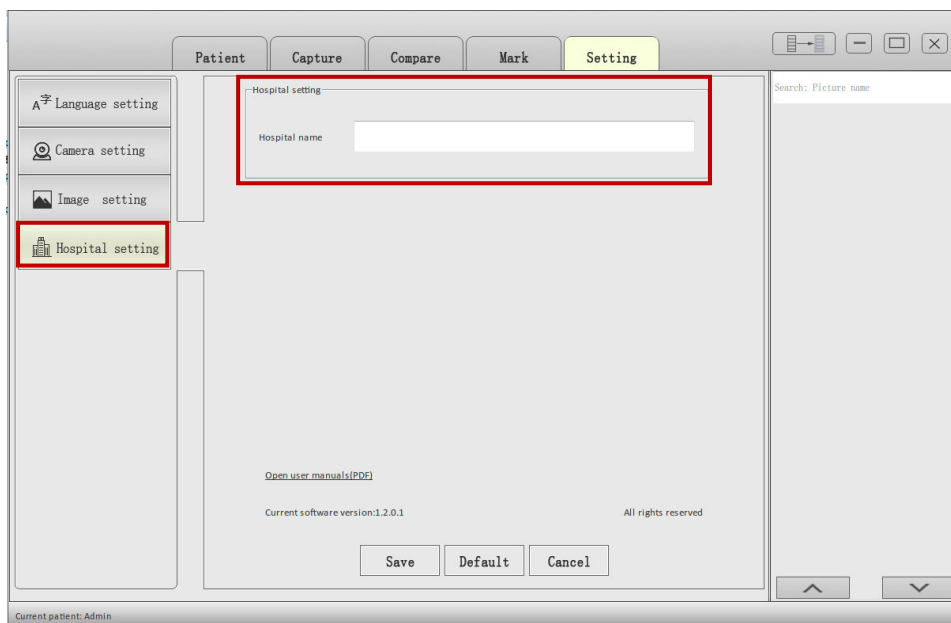 Patient
Capture
Compare
Mark
Setting
A字 Language setting
Camera setting
Image setting
Hospital setting
Hospital setting
Hospital name
Open user manuals(PDF)
Current software version:1.2.0.1
All rights reserved
Save
Default
Cancel
Search: Picture name
Current patient: Admin